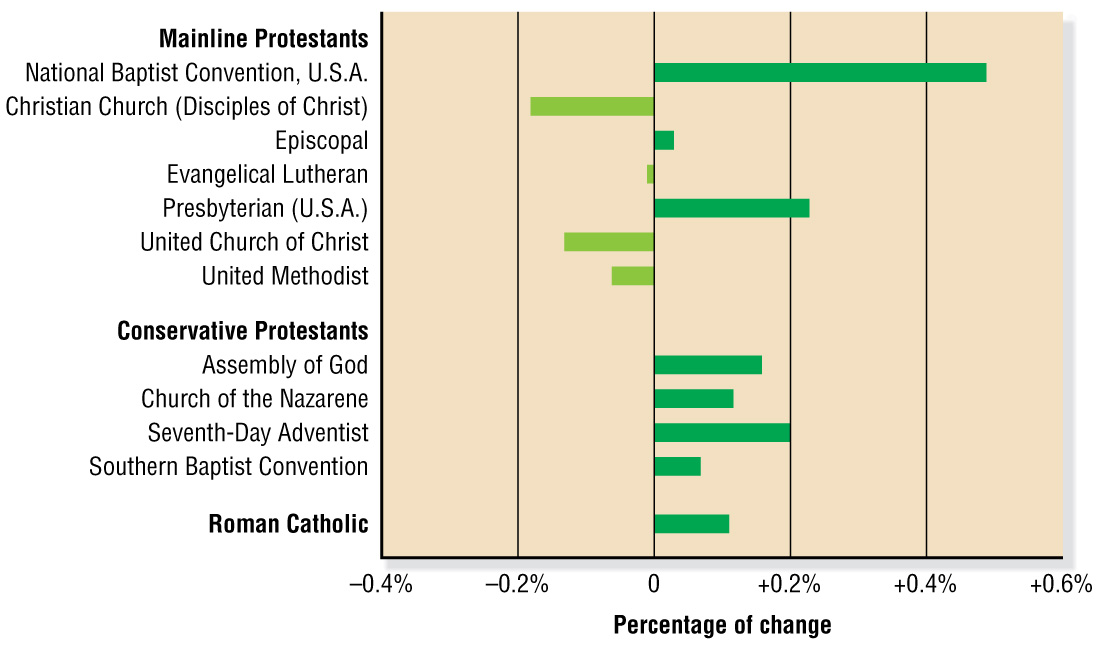 Mainline Protestants
National Baptist Convention, U.S.A.
Christian Church (Disciples of Christ)
Episcopal
Evangelical Lutheran
Presbyterian (U.S.A.)
United Church of Christ
United Methodist
Conservative Protestants
Assembly of God
Church of the Nazarene
Seventh-Day Adventist
Southern Baptist Convention
Roman Catholic
–0.4% –0.2% 0 +0.2% +0.4% +0.6%
Percentage of change